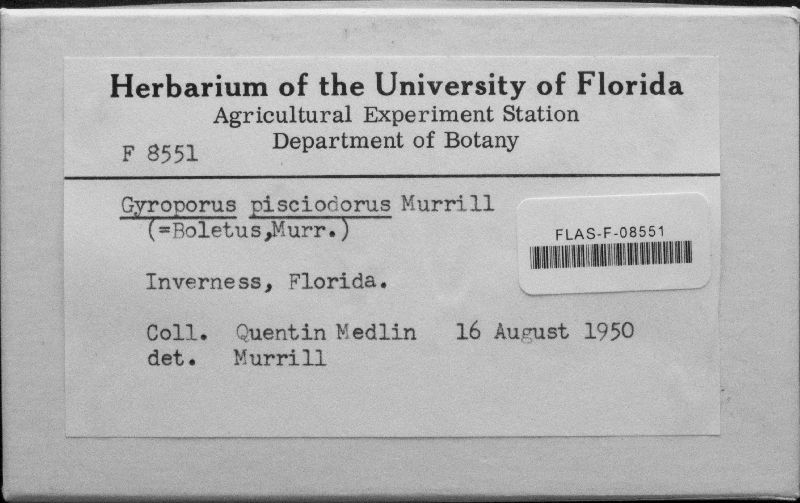 Herbarium of the University of Florida
Agricultural Experiment Station
Department of Botany
F 8551
Gyroporus pisciodorus Murrill
(=Boletus,Murr.)
FLAS-F-08551
Inverness, Florida.
Coll. Quentin Medlin 16 August 1950
det. Murrill